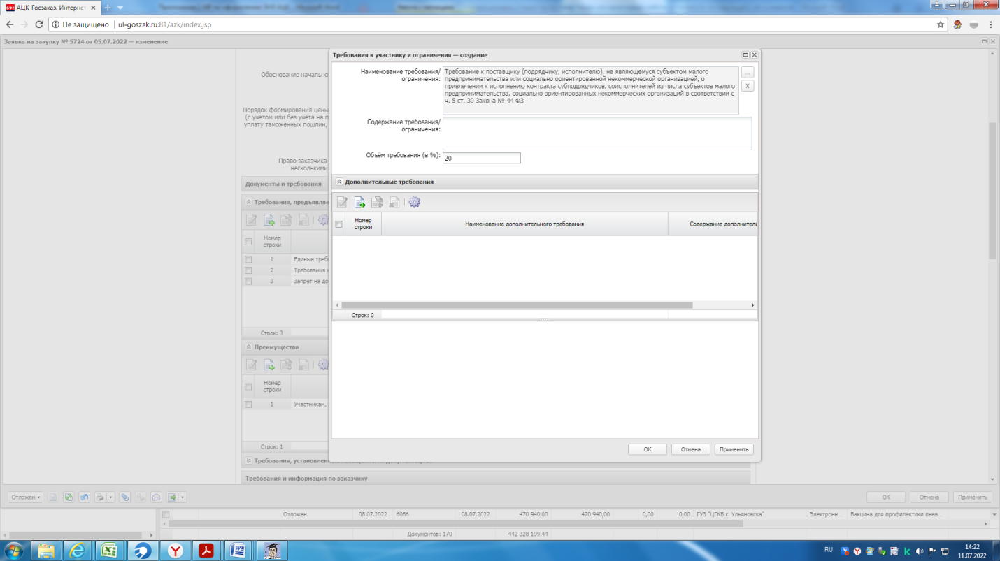 АЦК-Госзаказ. Интернет
Не защищено | ul-goszak.ru:81/azk/index.jsp
Заявка на закупку № 5724 от 05.07.2022 — изменение
Требования к участнику и ограничения — создание
Обоснование начально
Порядок формирования цены
(с учетом или без учета на п
уплату таможенных пошлин,
Право заказчика
несколькими
Документы и требования
Требования, предъявляе
Номер
строки
1 Единые треб
2 Требования к
3 Запрет на до
Строк: 3
Преимущества
Номер
строки
1 Участникам,
Строк: 1
Требования и информация по заказчику
Наименование требования/
ограничения:
Требование к поставщику (подрядчику, исполнителю), не являющемуся субъектом малого
предпринимательства или социально ориентированной некоммерческой организацией, о
привлечении к исполнению контракта субподрядчиков, соисполнителей из числа субъектов малого
предпринимательства, социально ориентированных некоммерческих организаций в соответствии с
ч. 5 ст. 30 Закона № 44 ФЗ
...
X
Содержание требования/
ограничения:
Объём требования (в %): 20
Дополнительные требования
Номер
строки
Наименование дополнительного требования
Содержание дополнитель
Строк: 0
ОК Отмена Применить
Отложен
ОК Отмена Применить
Отложен 08.07.2022 6066 08.07.2022 470 940,00 470 940,00 0,00 0,00 ГУЗ "ЦГКБ г. Ульяновска" Электронн... Вакцина для профилактики пнев...
Документов: 170 442 328 199,44
RU
14:22
11.07.2022